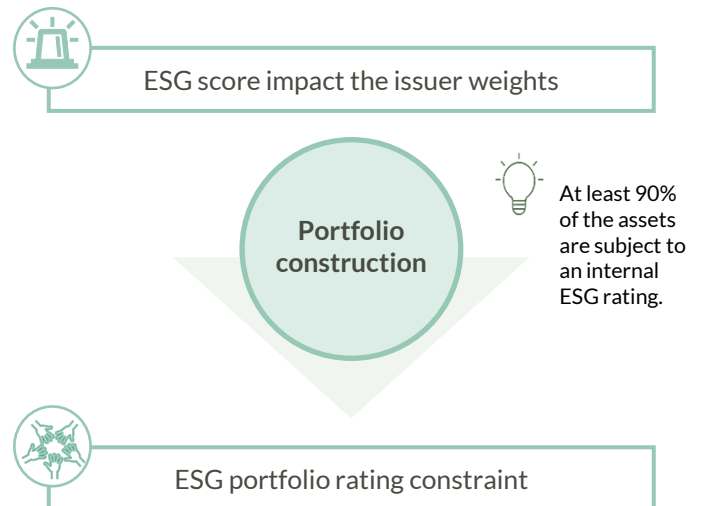 ESG score impact the issuer weights
Portfolio
construction
At least 90%
of the assets
are subject to
an internal
ESG rating.
ESG portfolio rating constraint